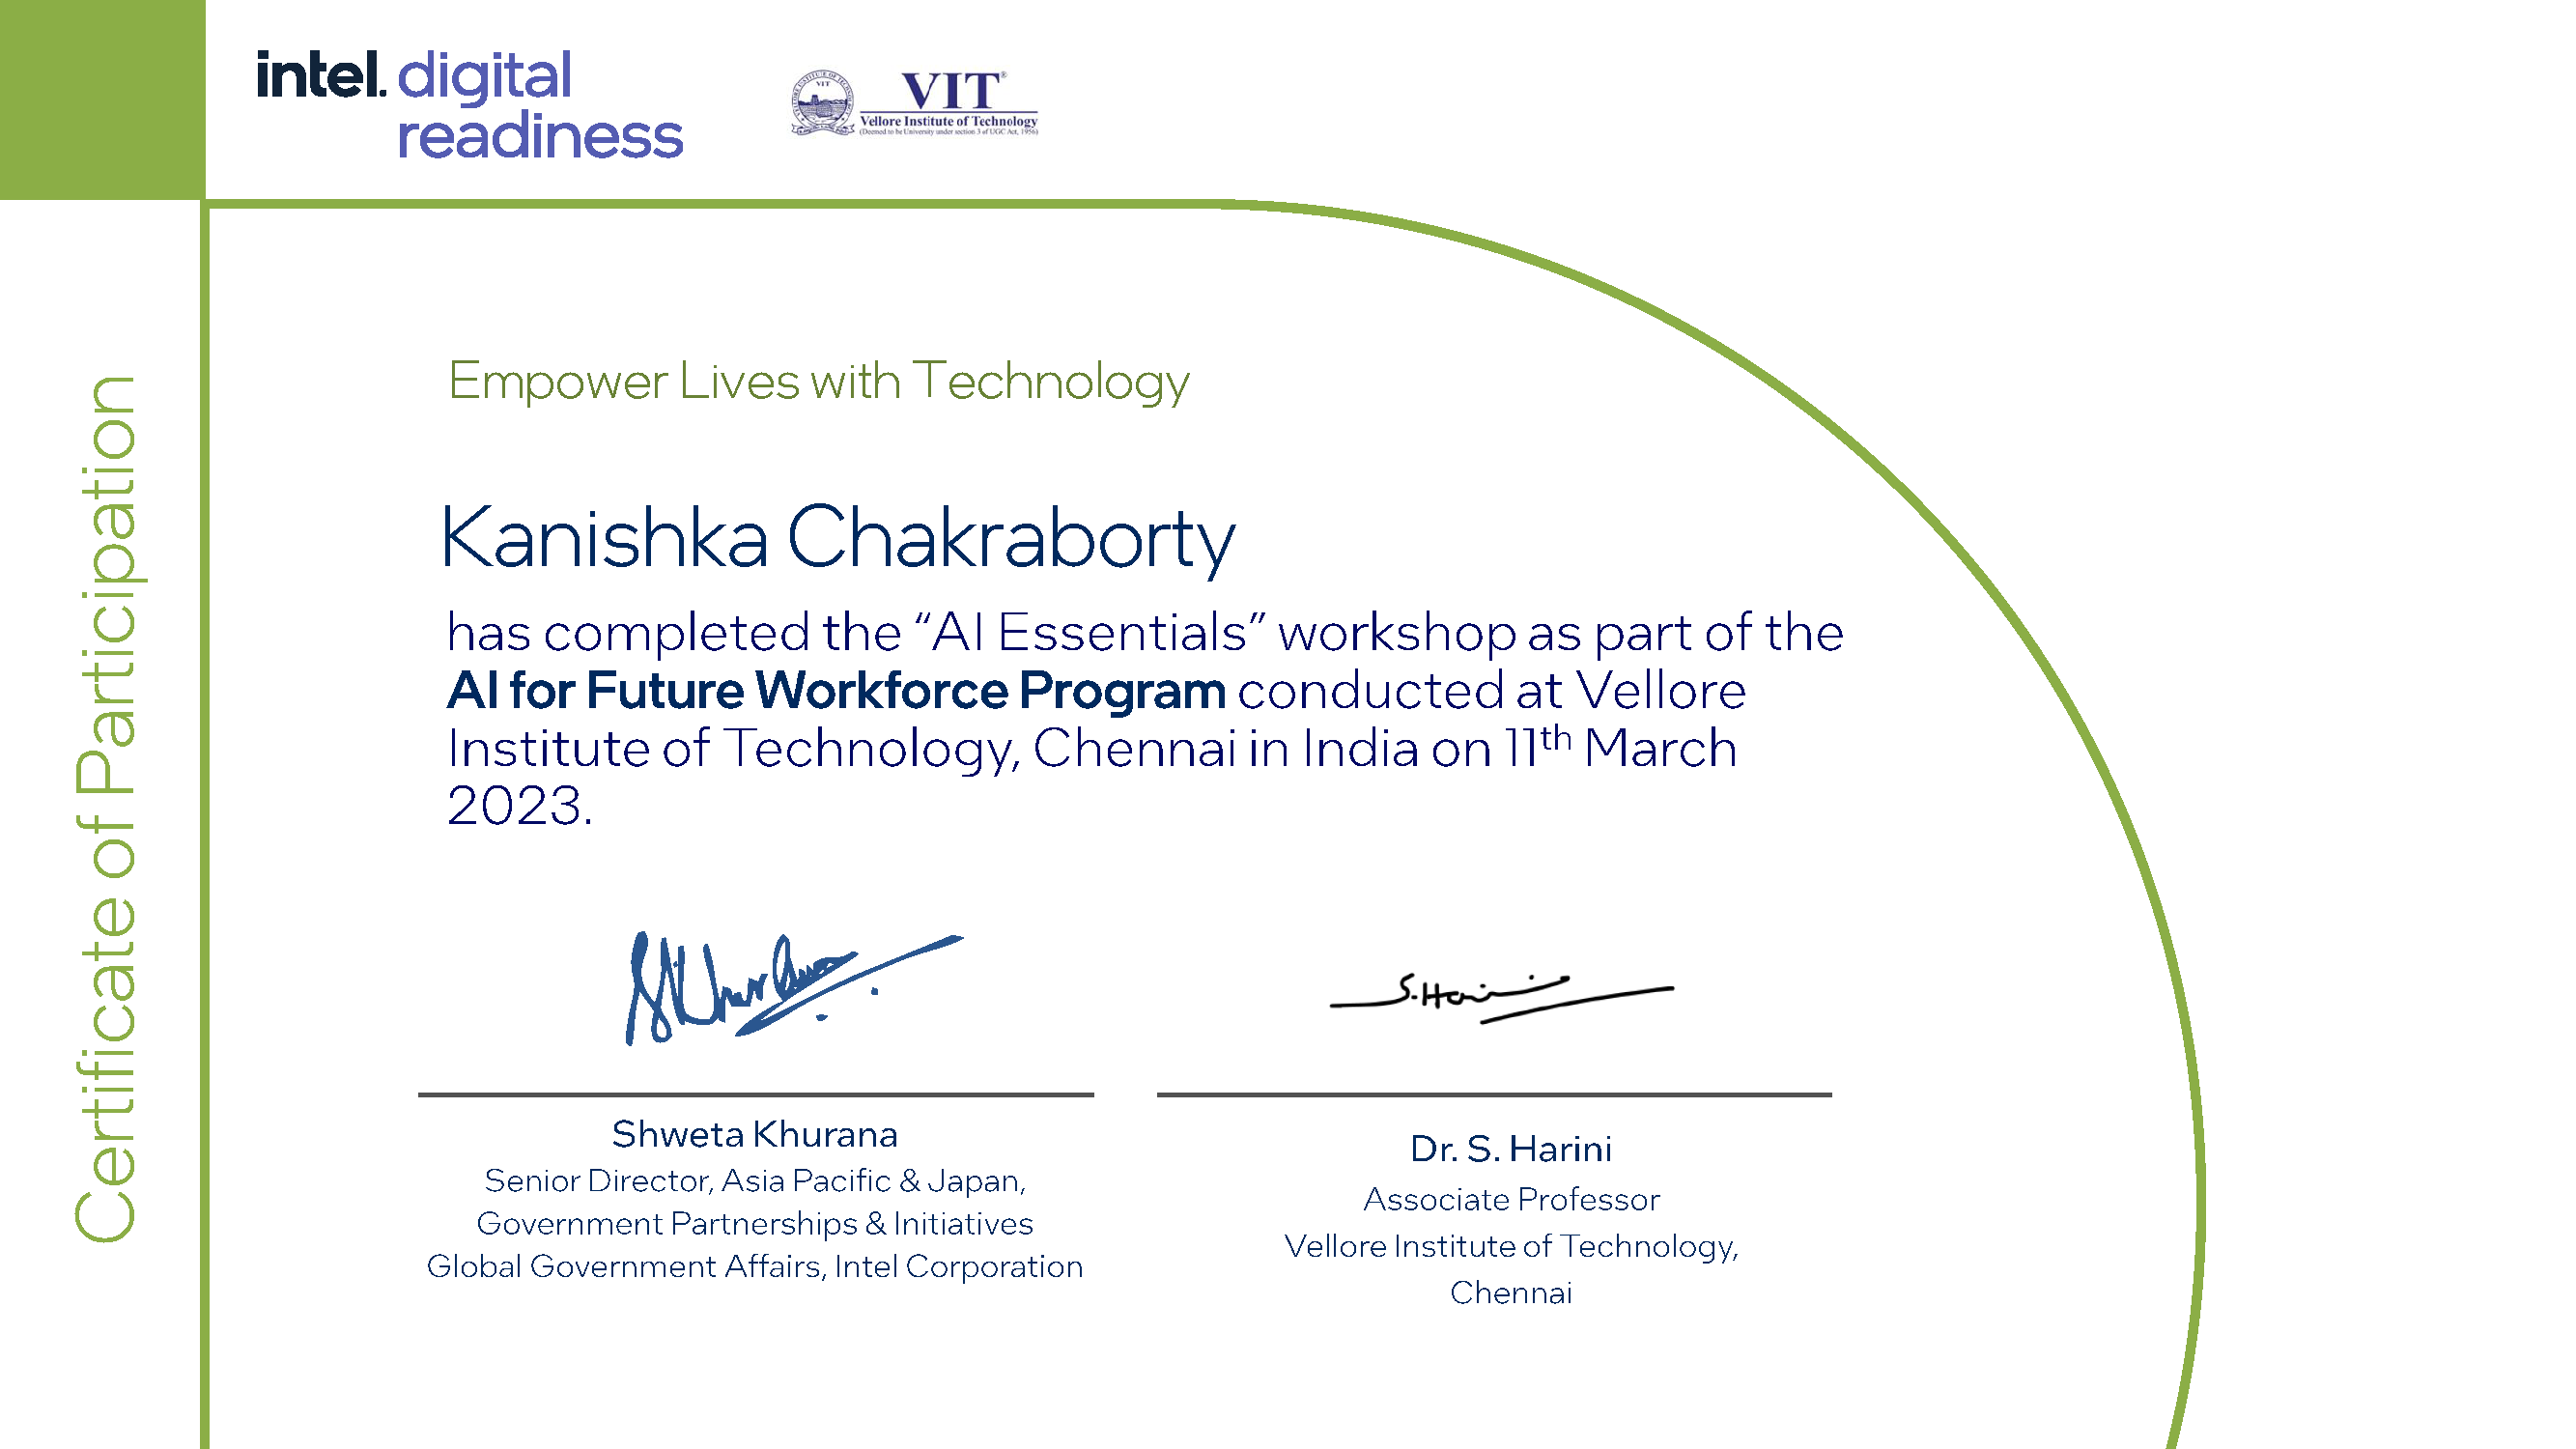 intel. digital
readiness
VIT®
Vellore Institute of Technology
(Deemed to be University under section 3 of UGC Act, 1956)
Certificate of Participation
Empower Lives with Technology
Kanishka Chakraborty
has completed the “AI Essentials” workshop as part of the
AI for Future Workforce Program conducted at Vellore
Institute of Technology, Chennai in India on 11th March
2023.
S.Harini
Shweta Khurana
Senior Director, Asia Pacific & Japan,
Government Partnerships & Initiatives
Global Government Affairs, Intel Corporation
Dr. S. Harini
Associate Professor
Vellore Institute of Technology,
Chennai